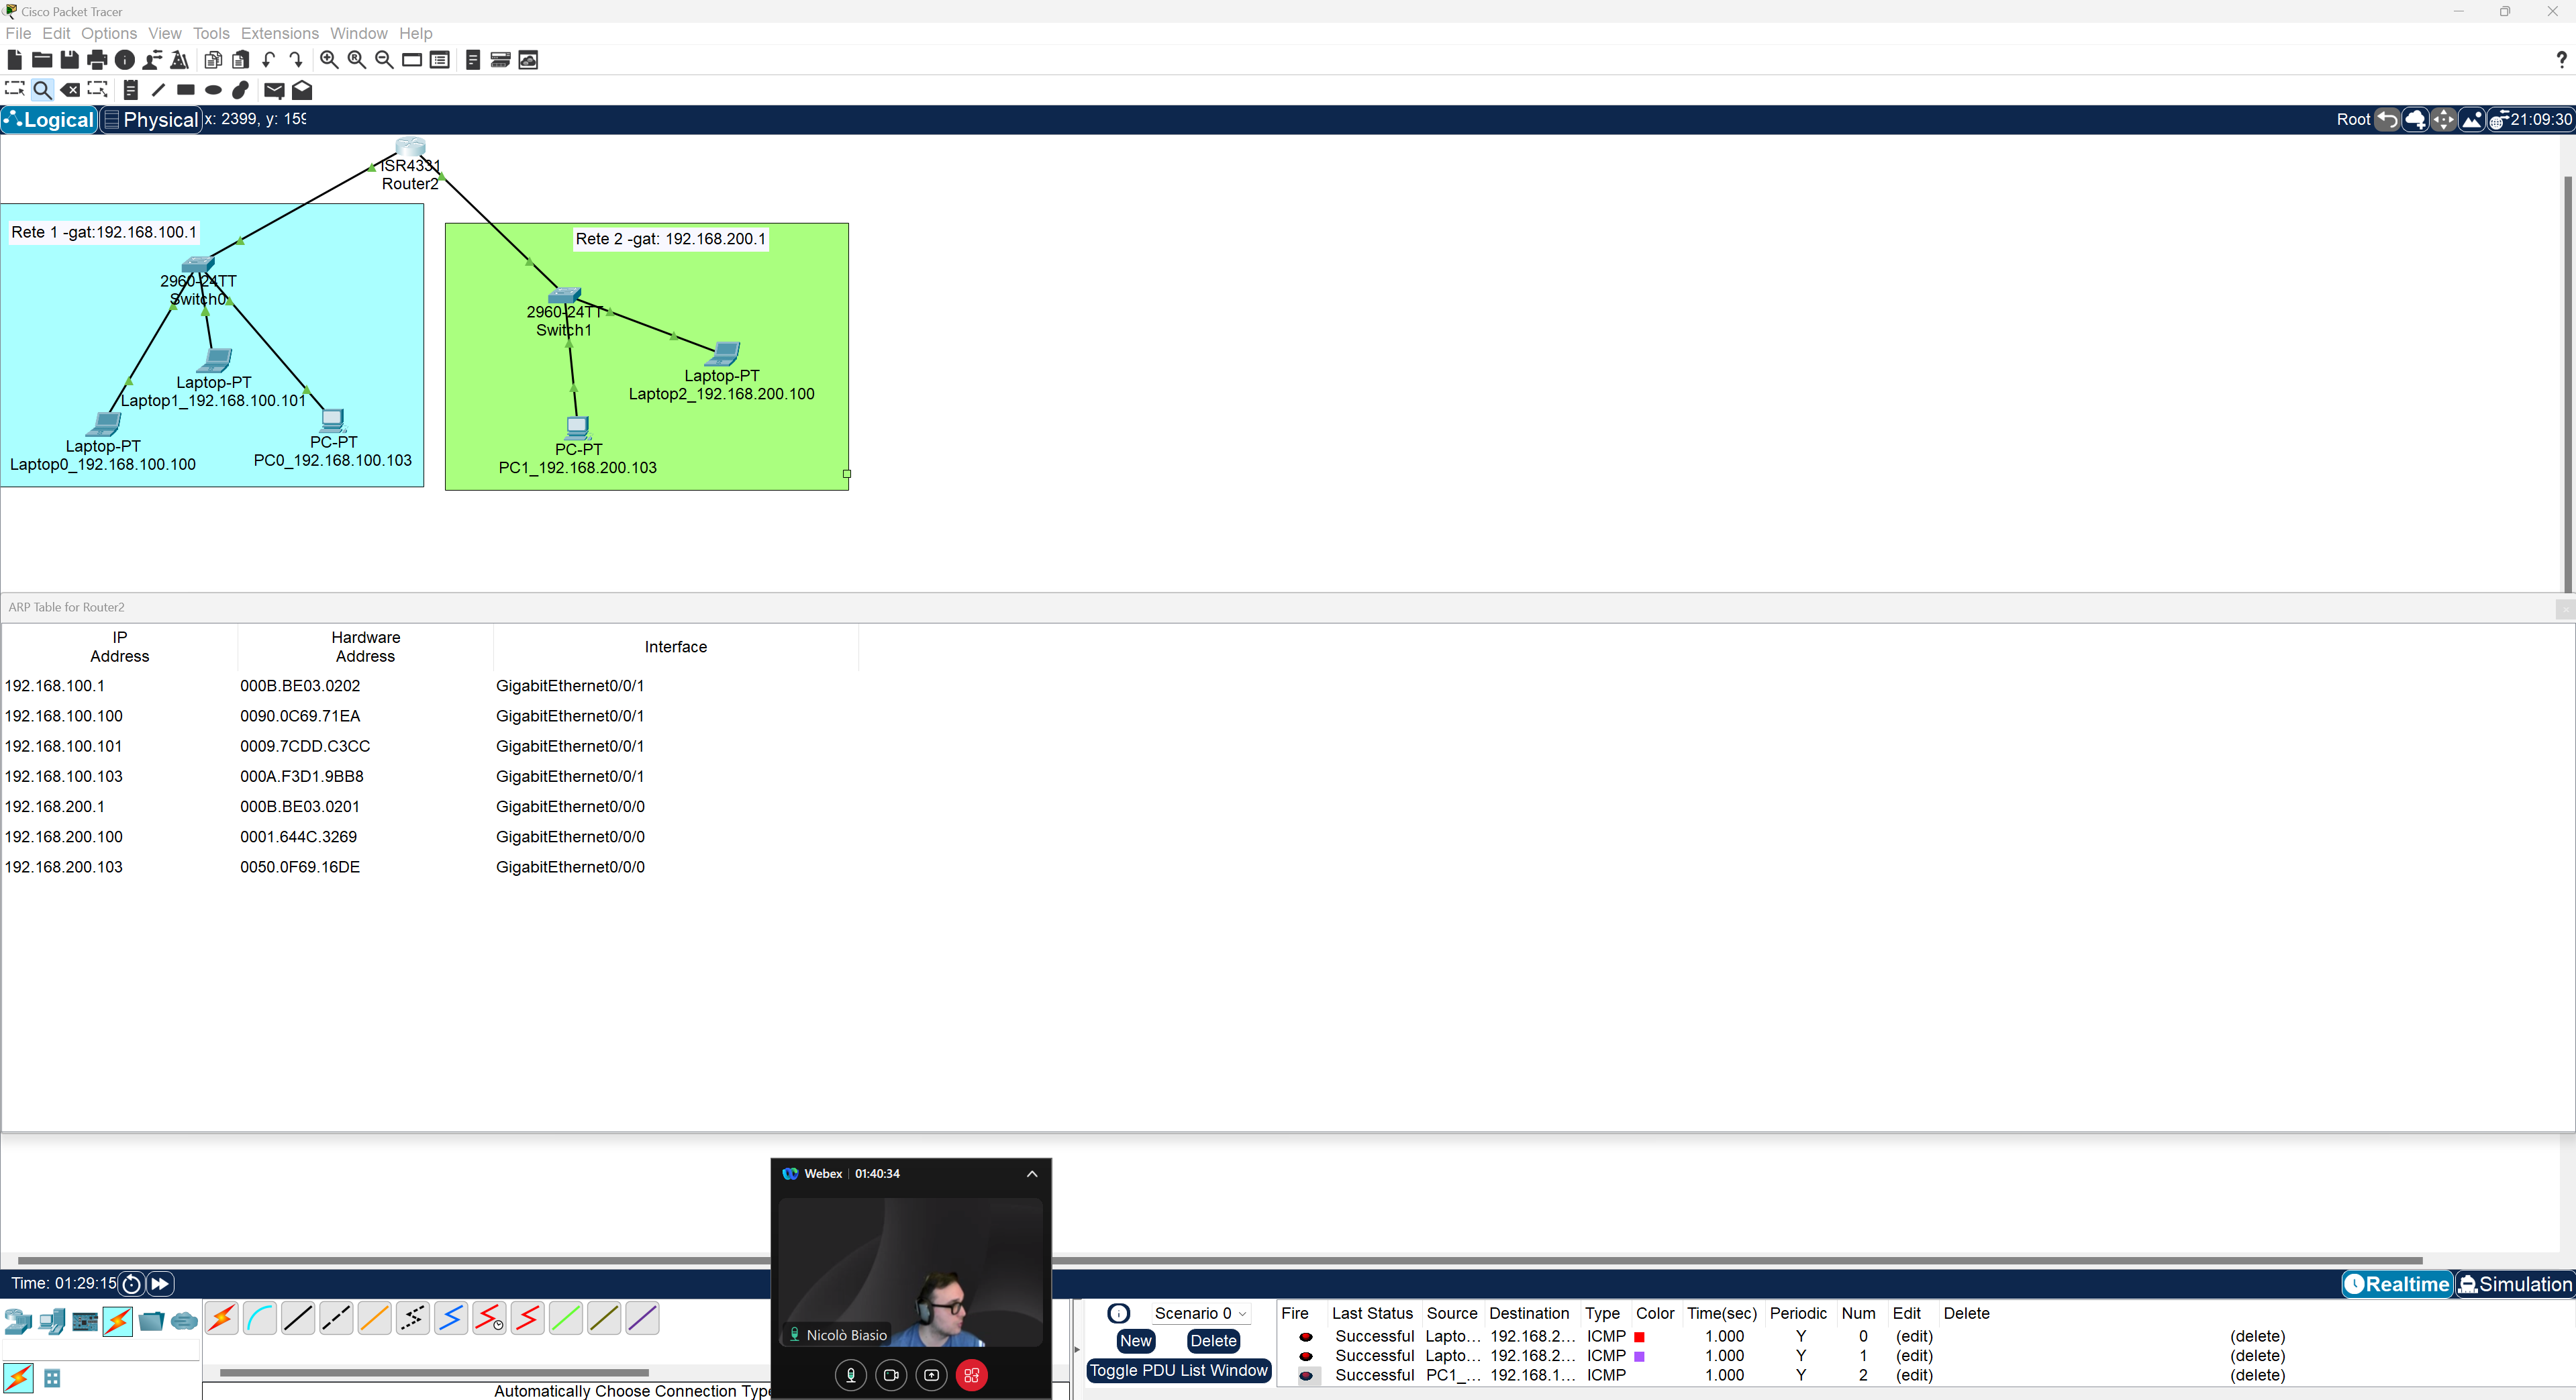 Cisco Packet Tracer
File Edit Options View Tools Extensions Window Help
?
Logical Physical x: 2399, y: 159 Root 21:09:30
ISR4331
Router2
Rete 1 -gat:192.168.100.1
Rete 2 -gat: 192.168.200.1
2960-24TT
Switch0
2960-24TT
Switch1
Laptop-PT
Laptop1_192.168.100.101
Laptop-PT
Laptop2_192.168.200.100
Laptop-PT
Laptop0_192.168.100.100
PC-PT
PC0_192.168.100.103
PC-PT
PC1_192.168.200.103
ARP Table for Router2
IP Address Hardware Address Interface
192.168.100.1 000B.BE03.0202 GigabitEthernet0/0/1
192.168.100.100 0090.0C69.71EA GigabitEthernet0/0/1
192.168.100.101 0009.7CDD.C3CC GigabitEthernet0/0/1
192.168.100.103 000A.F3D1.9BB8 GigabitEthernet0/0/1
192.168.200.1 000B.BE03.0201 GigabitEthernet0/0/0
192.168.200.100 0001.644C.3269 GigabitEthernet0/0/0
192.168.200.103 0050.0F69.16DE GigabitEthernet0/0/0
Webex 01:40:34
Nicolò Biasio
Time: 01:29:15 Realtime Simulation
Automatically Choose Connection Type
Scenario 0
New Delete
Toggle PDU List Window
Fire Last Status Source Destination Type Color Time(sec) Periodic Num Edit Delete
Successful Lapto... 192.168.2... ICMP 1.000 Y 0 (edit) (delete)
Successful Lapto... 192.168.2... ICMP 1.000 Y 1 (edit) (delete)
Successful PC1_... 192.168.1... ICMP 1.000 Y 2 (edit) (delete)